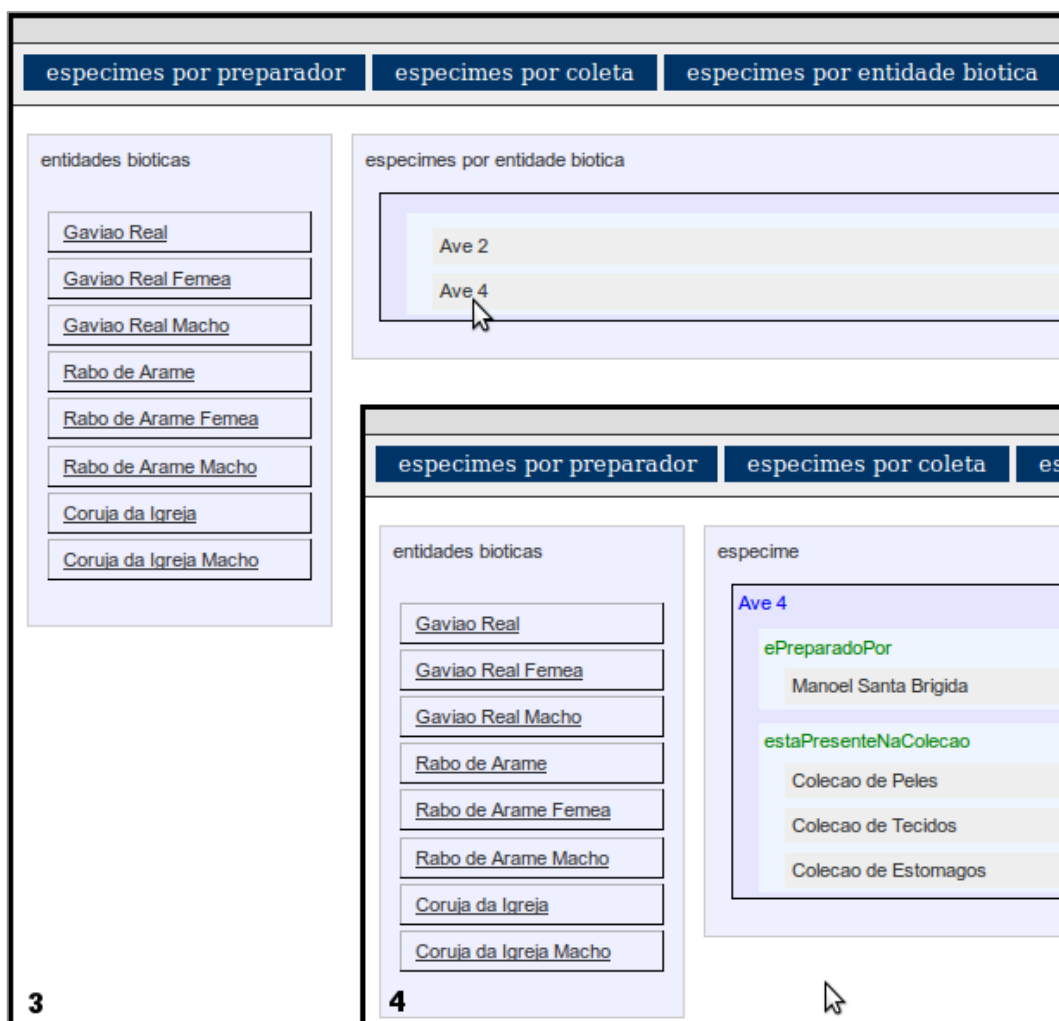 especimes por preparador
especimes por coleta
especimes por entidade biotica
entidades bioticas
Gaviao Real
Gaviao Real Femea
Gaviao Real Macho
Rabo de Arame
Rabo de Arame Femea
Rabo de Arame Macho
Coruja da Igreja
Coruja da Igreja Macho
especimes por entidade biotica
Ave 2
Ave 4
3
especimes por preparador
especimes por coleta
es
entidades bioticas
Gaviao Real
Gaviao Real Femea
Gaviao Real Macho
Rabo de Arame
Rabo de Arame Femea
Rabo de Arame Macho
Coruja da Igreja
Coruja da Igreja Macho
especime
Ave 4
ePreparadoPor
Manoel Santa Brigida
estaPresenteNaColecao
Colecao de Peles
Colecao de Tecidos
Colecao de Estomagos
4